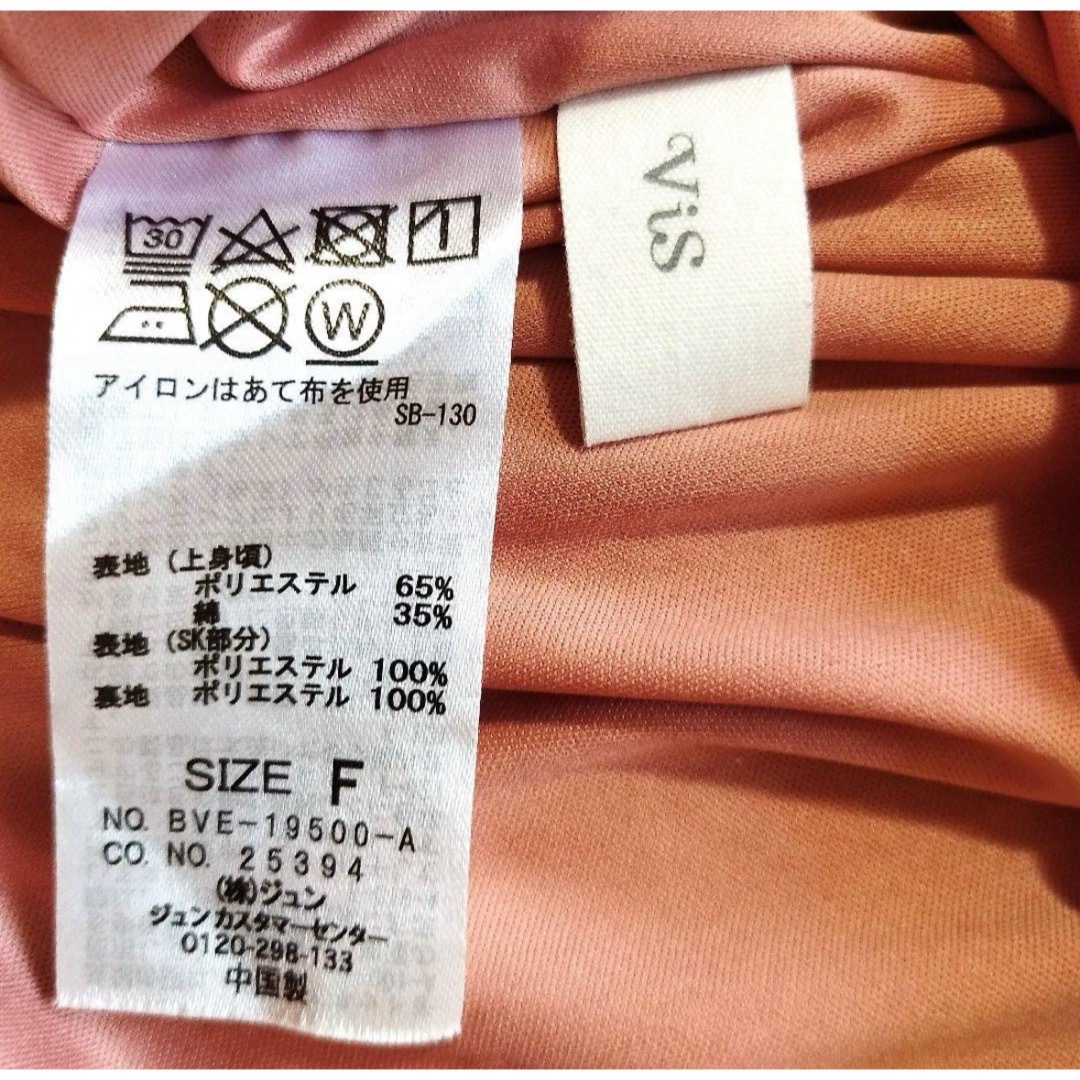 ViS
30
W
アイロンはあて布を使用
SB-130
表地(上身頃)
ポリエステル 65%
綿 35%
表地(SK部分)
ポリエステル 100%
裏地 ポリエステル 100%
SIZE F
NO. BVE-19500-A
CO. NO. 25394
(株)ジュン
ジュンカスタマーセンター
0120-298-133
中国製